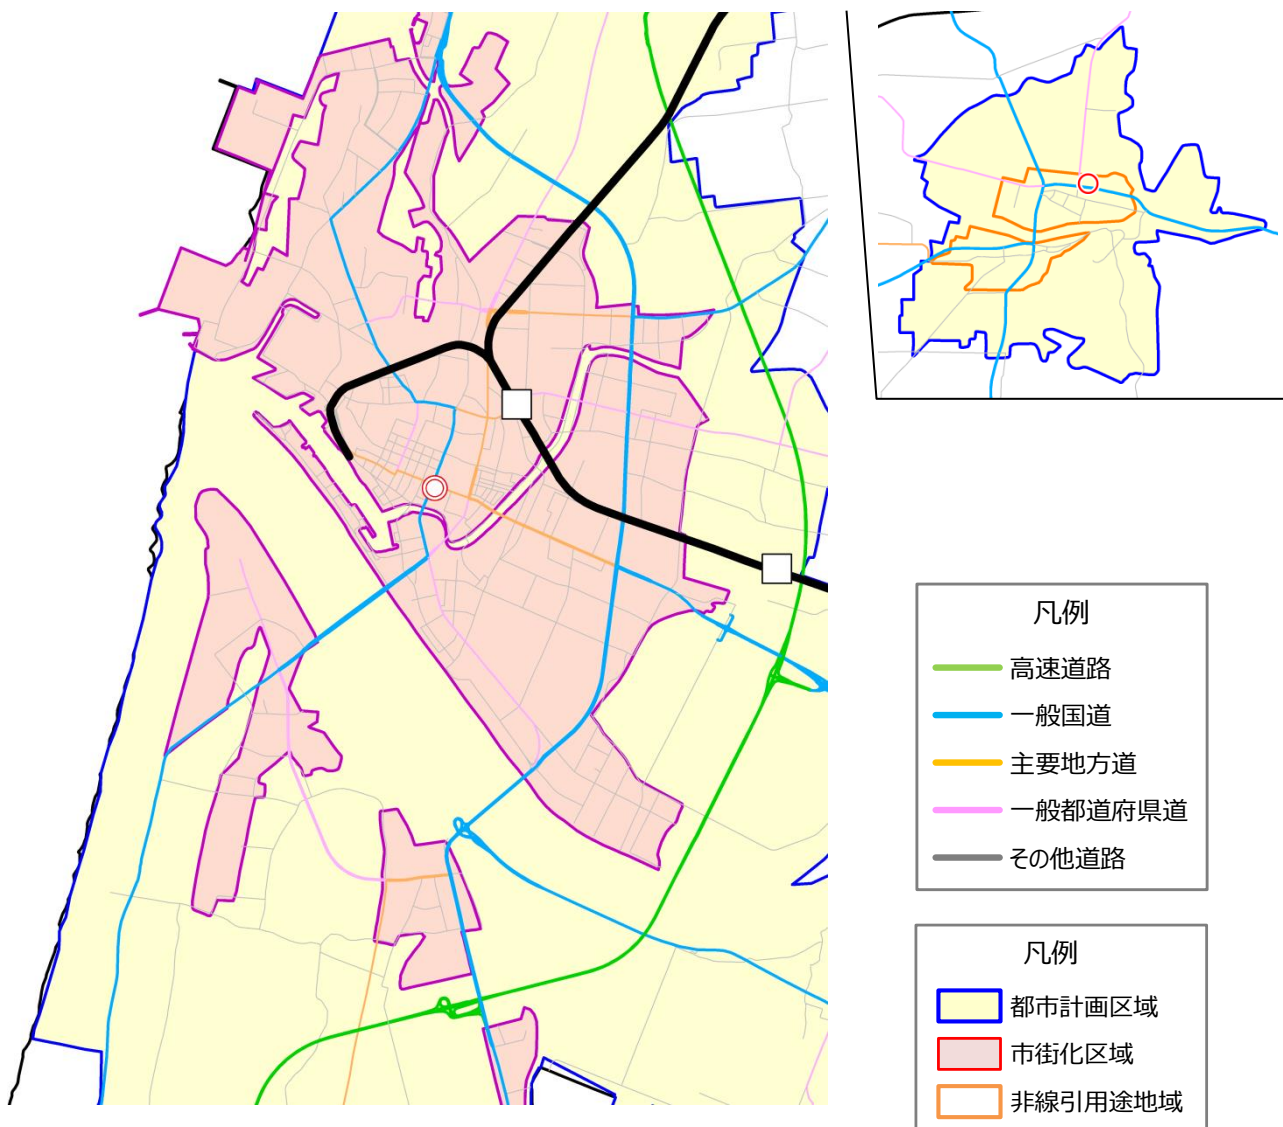 凡例
高速道路
一般国道
主要地方道
一般都道府県道
その他道路
凡例
都市計画区域
市街化区域
非線引用途地域